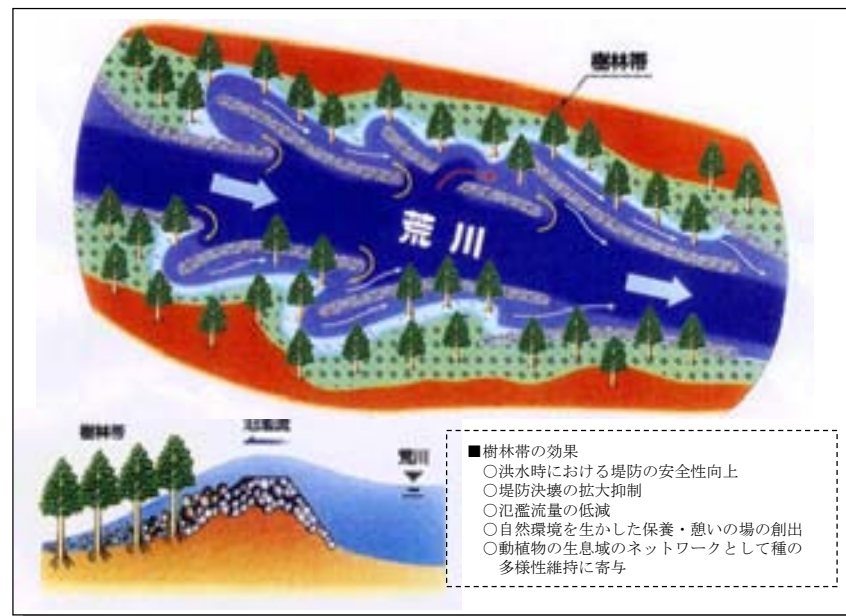 樹林帯
荒川
樹林帯
氾濫流
荒川
■樹林帯の効果
○洪水時における堤防の安全性向上
○堤防決壊の拡大抑制
○氾濫流量の低減
○自然環境を生かした保養・憩いの場の創出
○動植物の生息域のネットワークとして種の
多様性維持に寄与